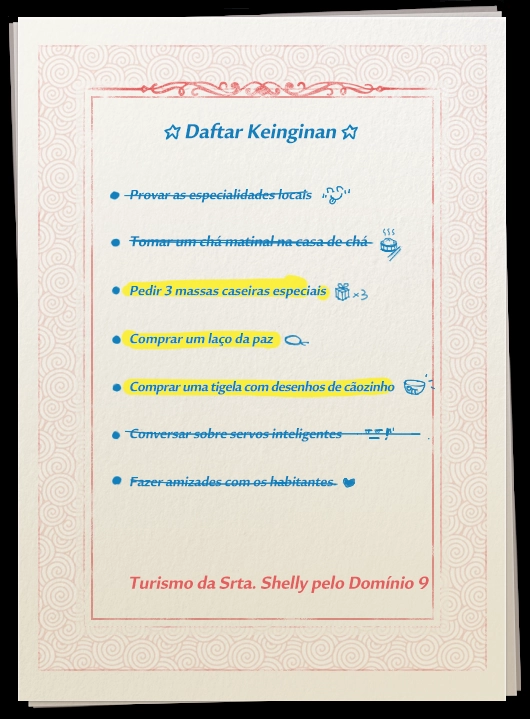 Daftar Keinginan
Provar as especialidades locais
Tomar um chá matinal na casa de chá
Pedir 3 massas caseiras especiais ×3
Comprar um laço da paz
Comprar uma tigela com desenhos de cãozinho
Conversar sobre servos inteligentes
Fazer amizades com os habitantes
Turismo da Srta. Shelly pelo Domínio 9